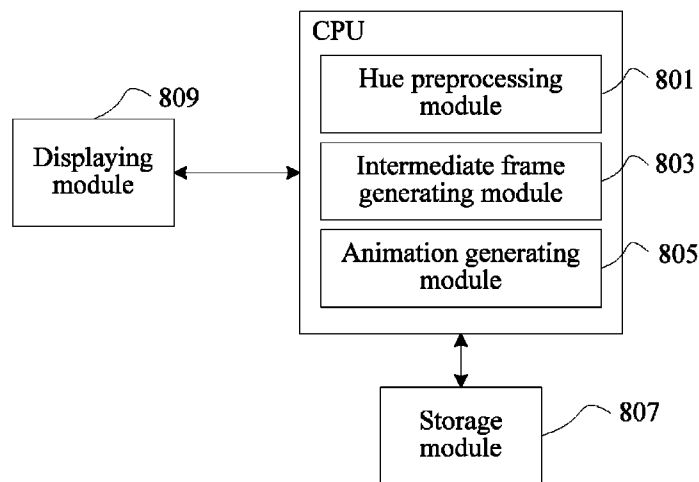 CPU
Hue preprocessing
module
801
809
Displaying
module
Intermediate frame
generating module
803
Animation generating
module
805
Storage
module
807